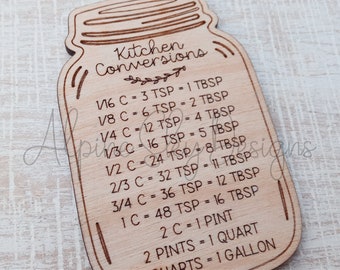 Kitchen
Conversions
1/16 C = 3 TSP = 1 TBSP
1/8 C = 6 TSP = 2 TBSP
1/4 C = 12 TSP = 4 TBSP
1/3 C = 16 TSP = 5 TBSP
1/2 C = 24 TSP = 8 TBSP
2/3 C = 32 TSP = 11 TBSP
3/4 C = 36 TSP = 12 TBSP
1 C = 48 TSP = 16 TBSP
2 C = 1 PINT
2 PINTS = 1 QUART
QUARTS = 1 GALLON
Alpine Designs